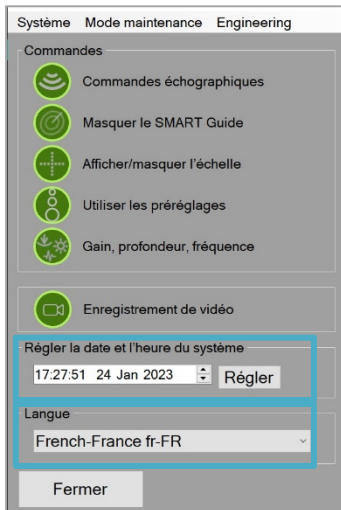 Système Mode maintenance Engineering
Commandes
Commandes échographiques
Masquer le SMART Guide
Afficher/masquer l'échelle
Utiliser les préréglages
Gain, profondeur, fréquence
Enregistrement de vidéo
Régler la date et l'heure du système
17:27:51 24 Jan 2023 Régler
Langue
French-France fr-FR
Fermer